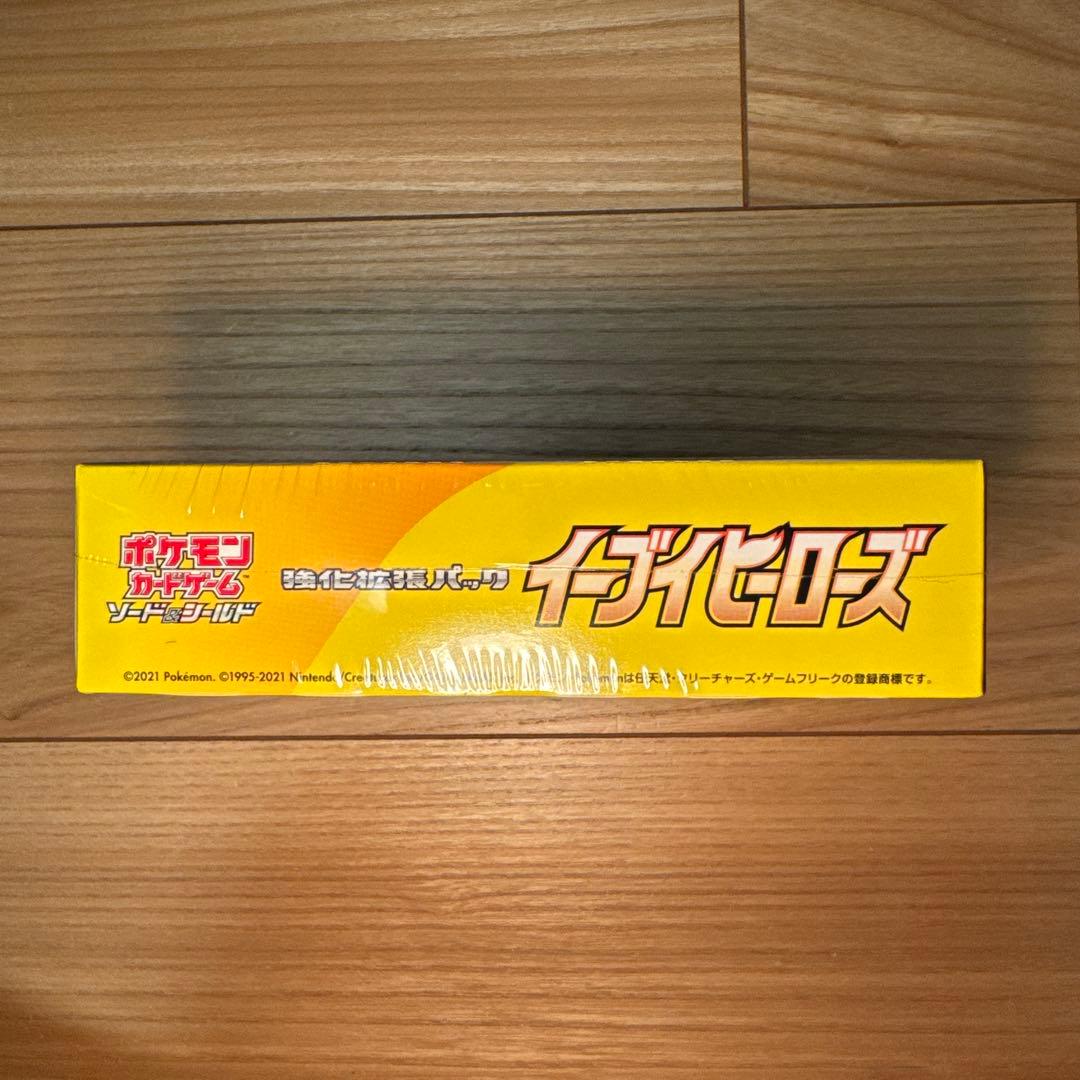 ポケモン
カードゲーム™
ソード&シールド
強化拡張パック
イーブイヒーローズ
©2021 Pokémon. ©1995-2021 Nintendo/Creatures は任天堂・クリーチャーズ・ゲームフリークの登録商標です。